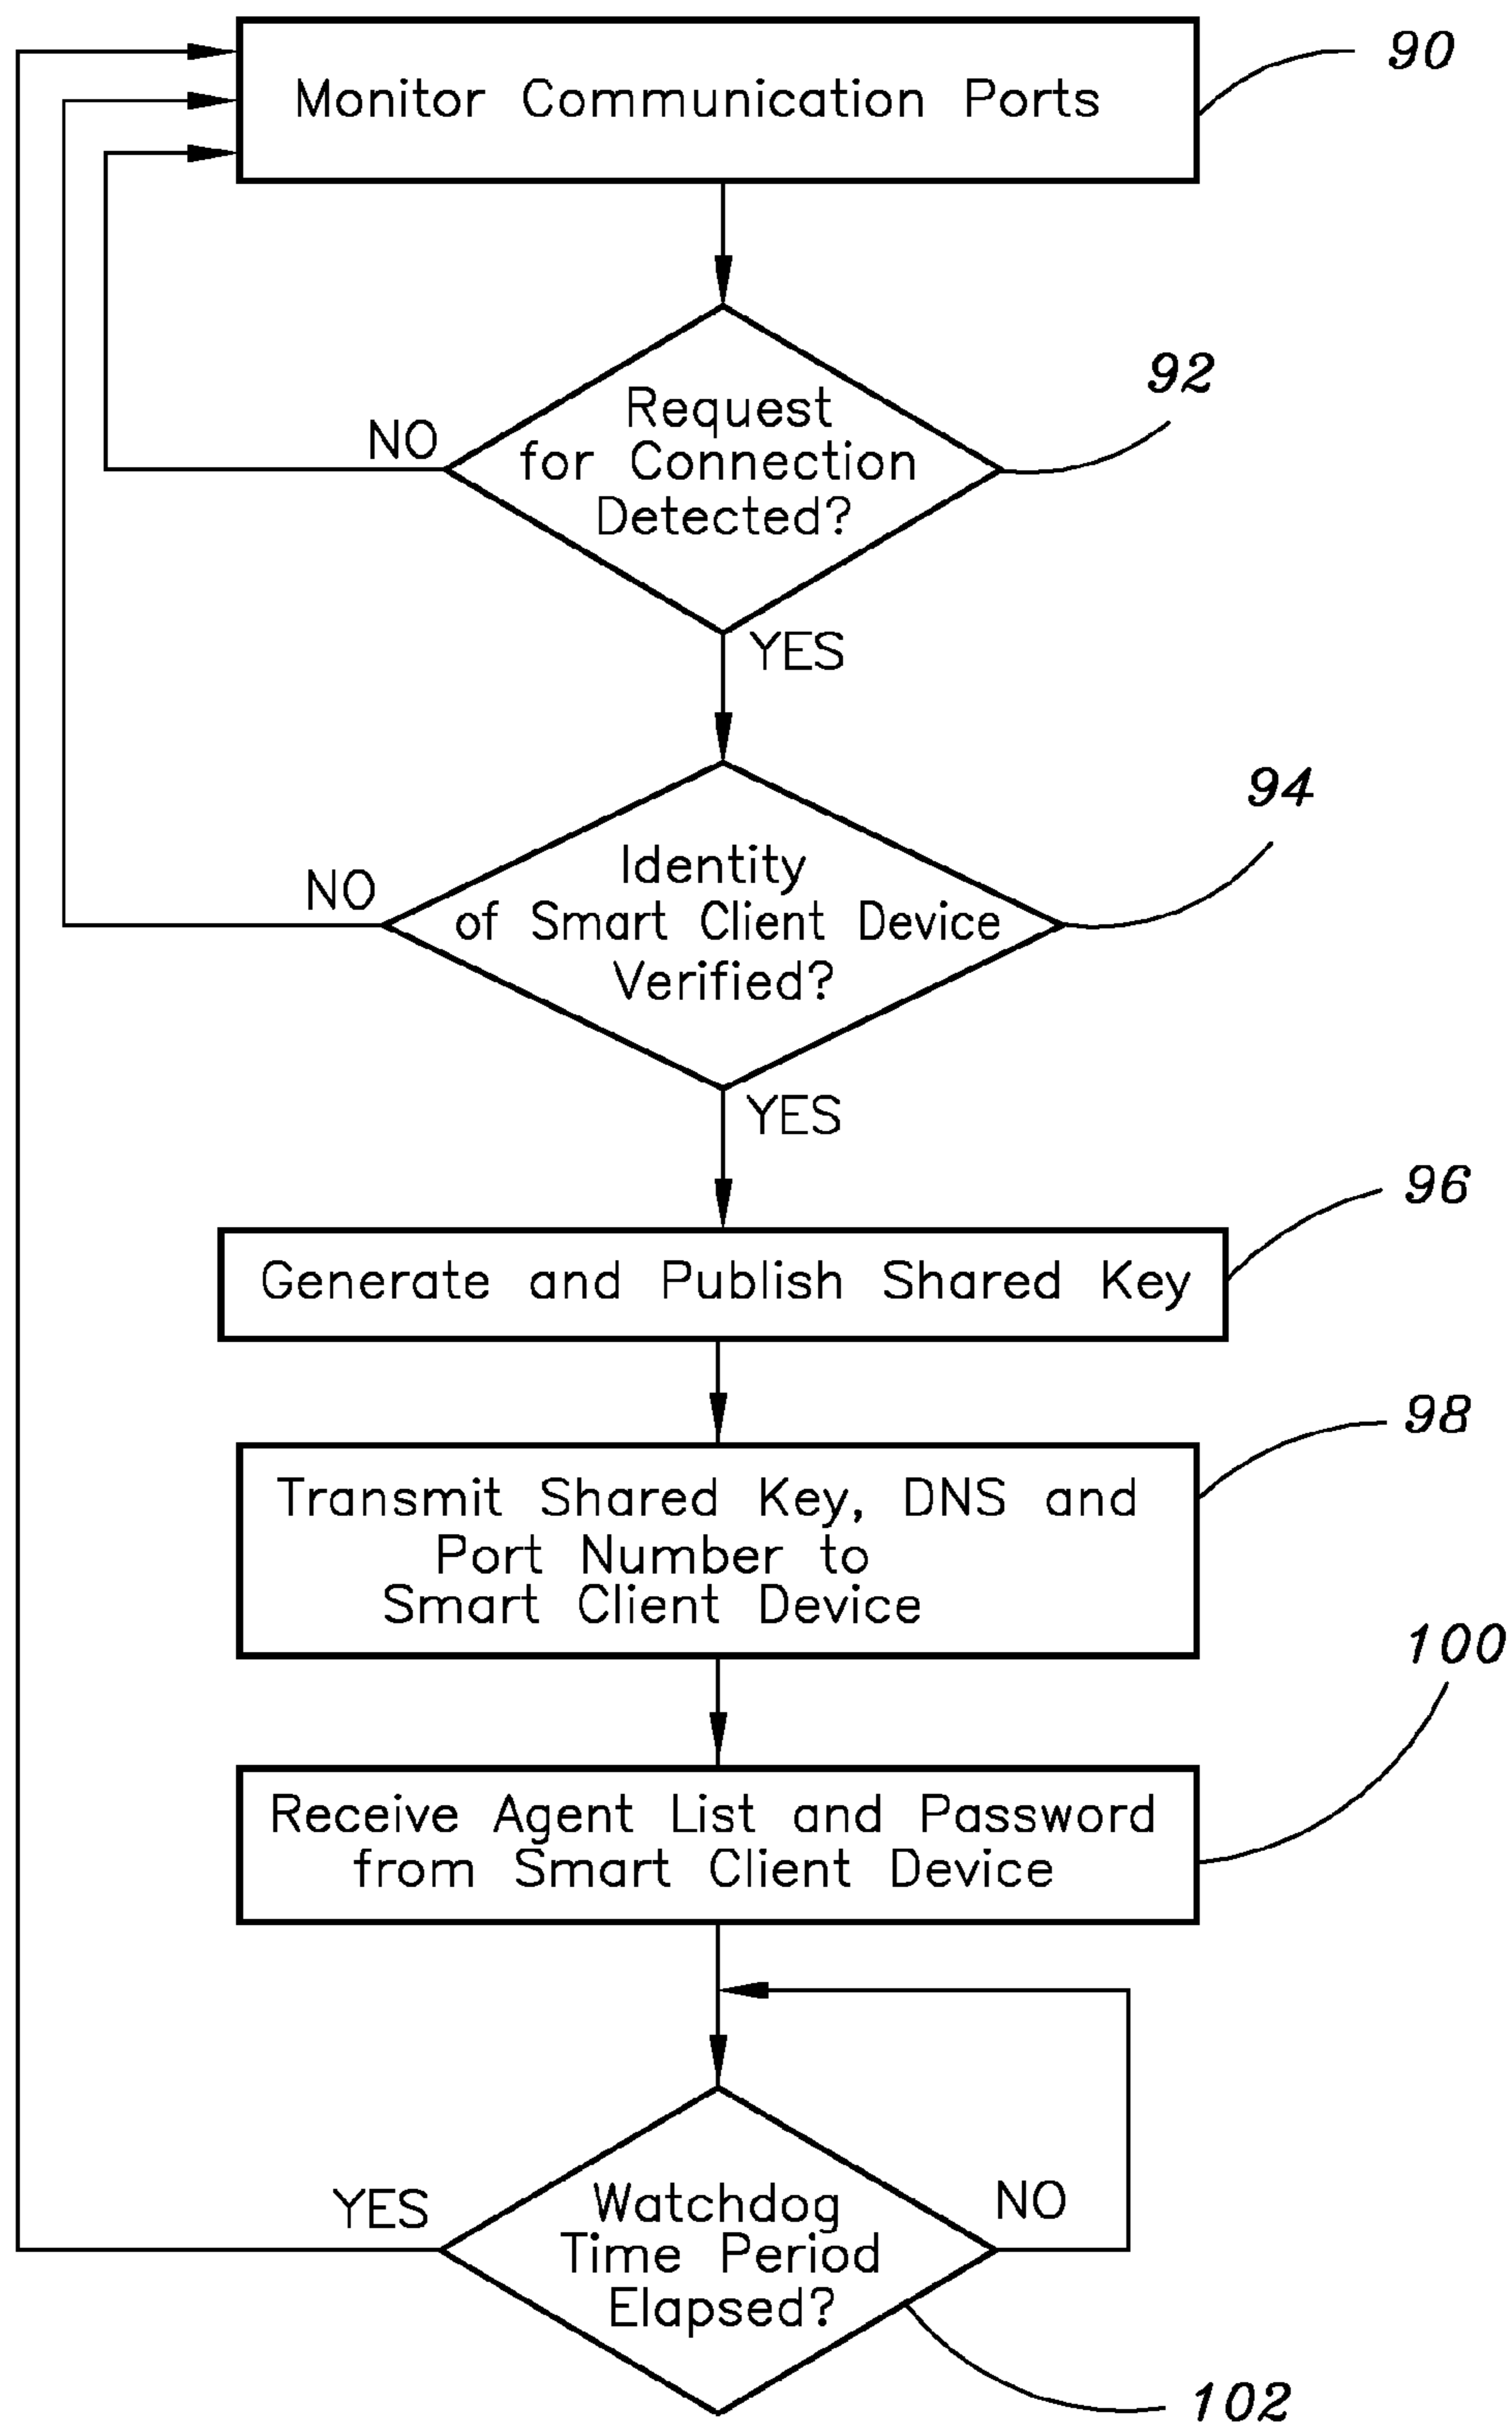 Monitor Communication Ports
90
Request
for Connection
Detected?
92
NO
YES
Identity
of Smart Client Device
Verified?
94
NO
YES
Generate and Publish Shared Key
96
Transmit Shared Key, DNS and
Port Number to
Smart Client Device
98
Receive Agent List and Password
from Smart Client Device
100
Watchdog
Time Period
Elapsed?
YES
NO
102